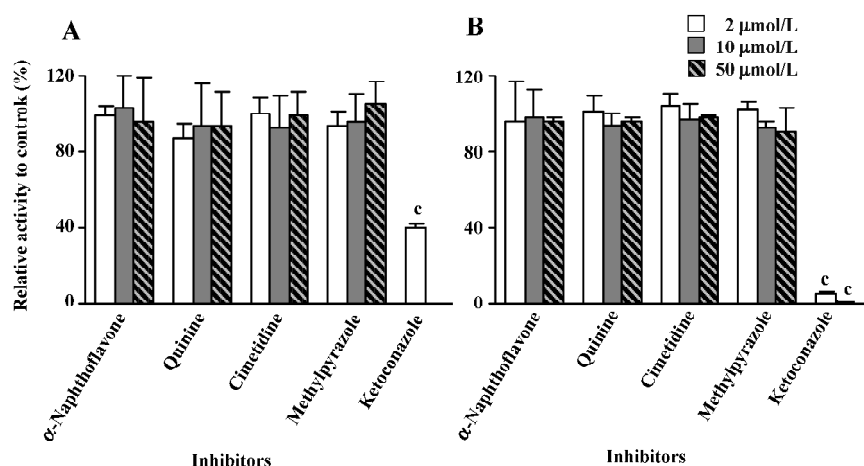 A
Relative activity to controk (%)
120
80
40
0
c
α-Naphthoflavone
Quinine
Cimetidine
Methylpyrazole
Ketoconazole
Inhibitors
B
2 μmol/L
10 μmol/L
50 μmol/L
120
80
40
0
c
c
α-Naphthoflavone
Quinine
Cimetidine
Methylpyrazole
Ketoconazole
Inhibitors